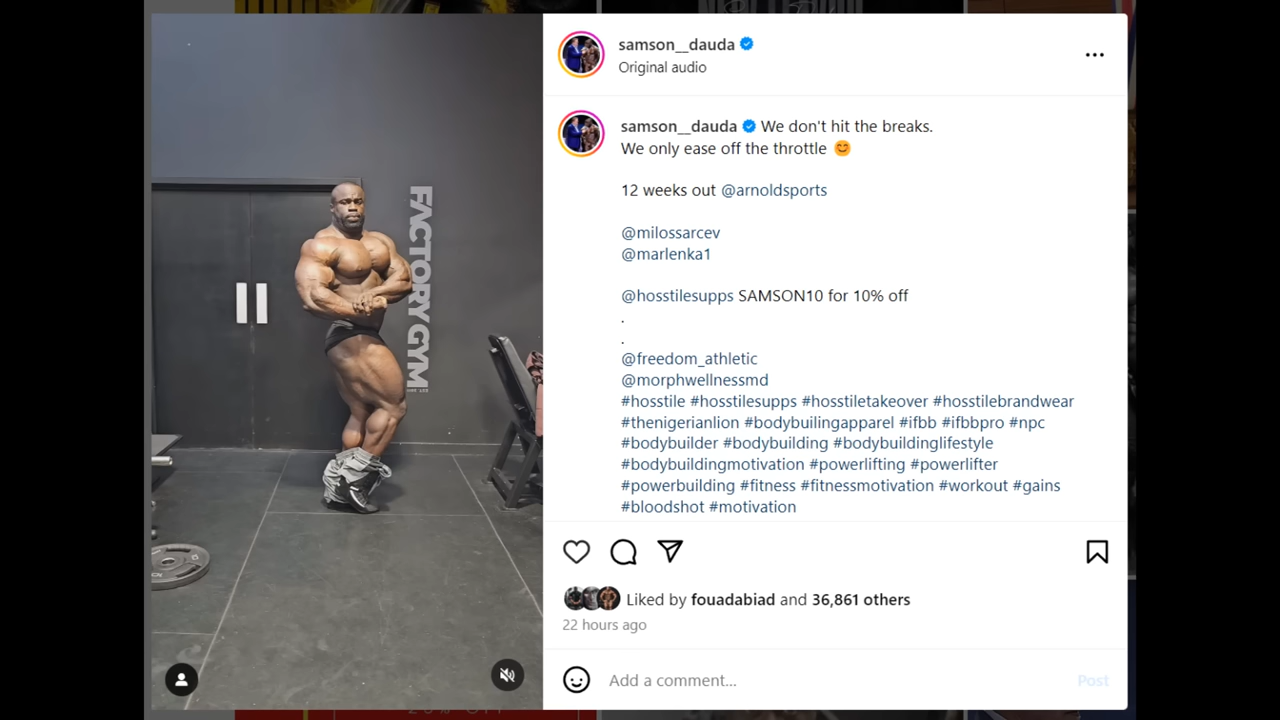 samson__dauda
Original audio
samson__dauda We don't hit the breaks.
We only ease off the throttle 😊
12 weeks out @arnoldsports
@milossarcev
@marlenka1
@hosstilesupps SAMSON10 for 10% off
.
.
@freedom_athletic
@morphwellnessmd
#hosstile #hosstilesupps #hosstiletakeover #hosstilebrandwear
#thenigerianlion #bodybuilingapparel #ifbb #ifbbpro #npc
#bodybuilder #bodybuilding #bodybuildinglifestyle
#bodybuildingmotivation #powerlifting #powerlifter
#powerbuilding #fitness #fitnessmotivation #workout #gains
#bloodshot #motivation
Liked by fouadabiad and 36,861 others
22 hours ago
Add a comment...
Post
FACTORY GYM